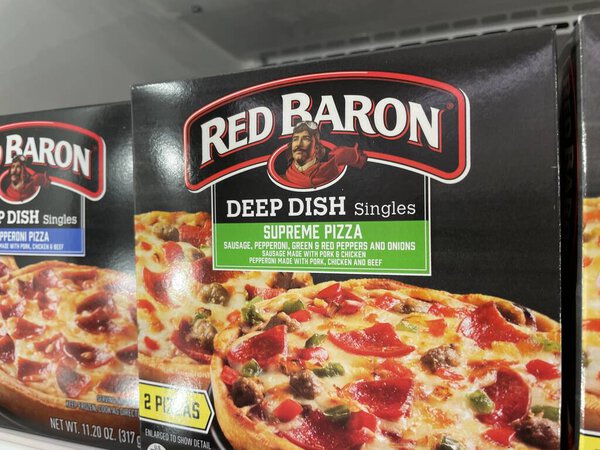 RED BARON
DEEP DISH Singles
SUPREME PIZZA
SAUSAGE, PEPPERONI, GREEN & RED PEPPERS AND ONIONS
SAUSAGE MADE WITH PORK & CHICKEN
PEPPERONI MADE WITH PORK, CHICKEN AND BEEF
2 PIZZAS
ENLARGED TO SHOW DETAIL
BARON
P DISH Singles
PPERONI PIZZA
MADE WITH PORK, CHICKEN & BEEF
NET WT. 11.20 OZ. (317